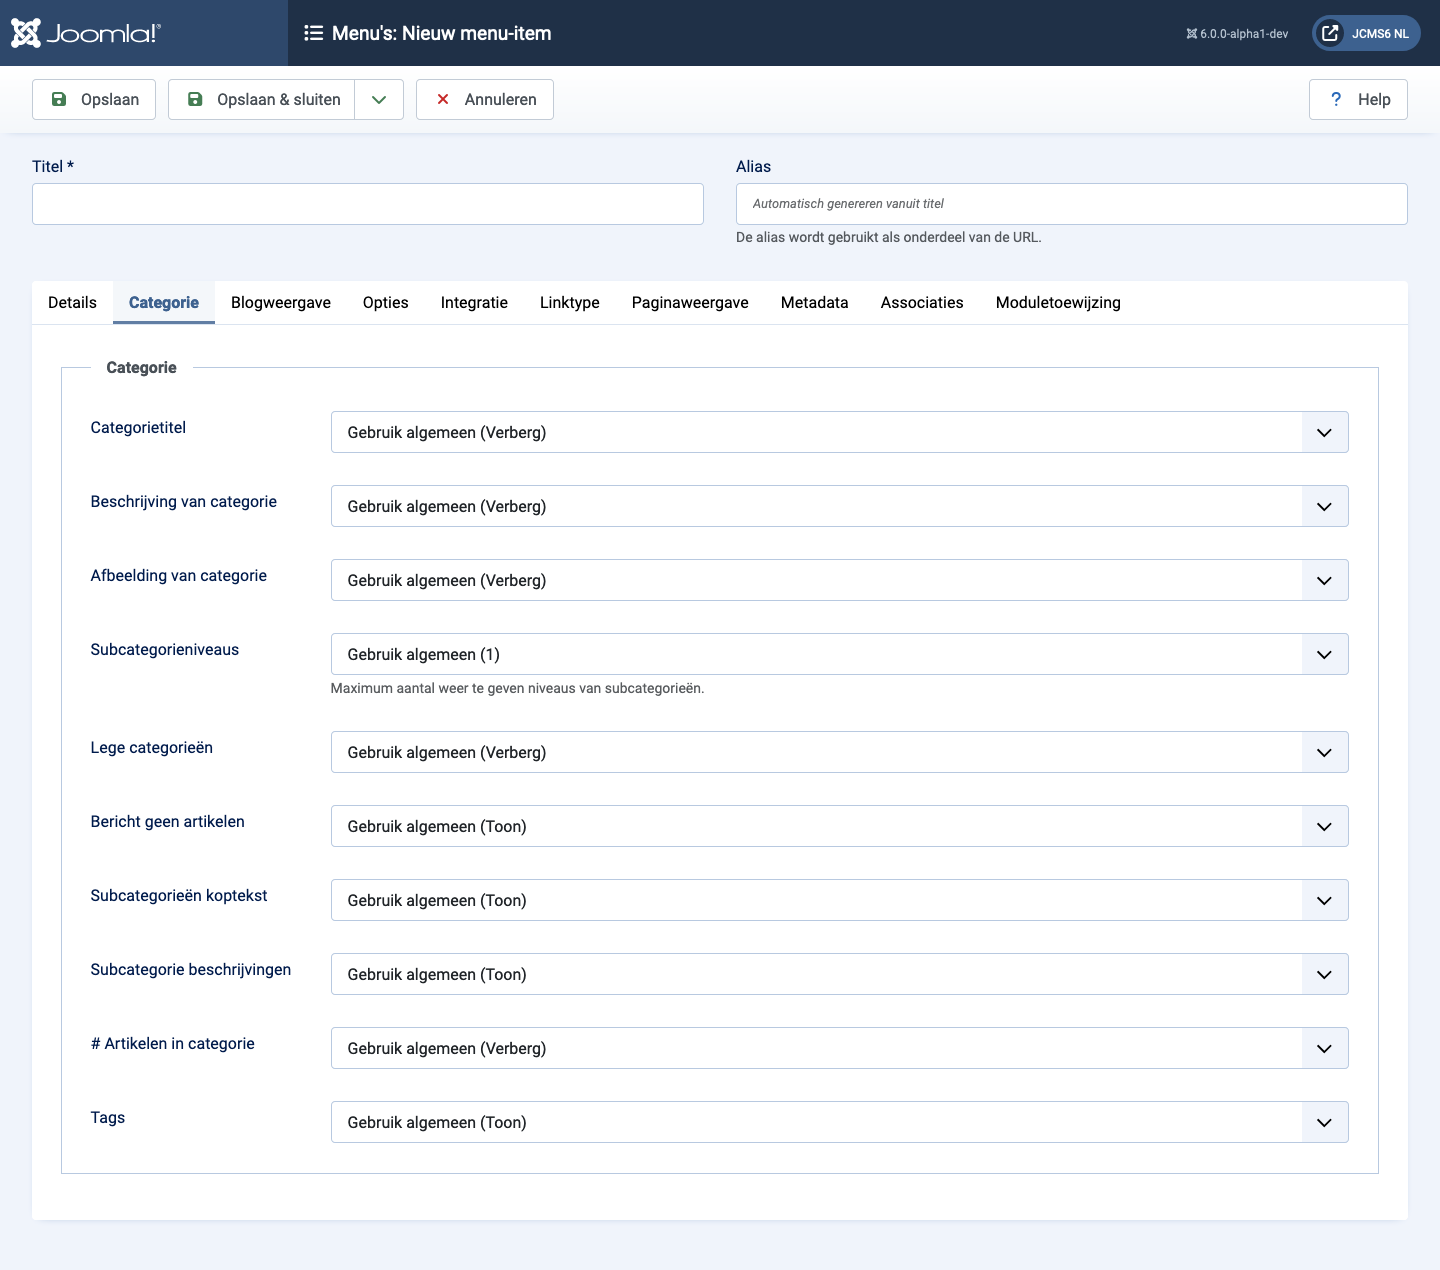 Joomla!®
Menu's: Nieuw menu-item
6.0.0-alpha1-dev
JCMS6 NL
Opslaan
Opslaan & sluiten
Annuleren
? Help
Titel *
Alias
Automatisch genereren vanuit titel
De alias wordt gebruikt als onderdeel van de URL.
Details Categorie Blogweergave Opties Integratie Linktype Paginaweergave Metadata Associaties Moduletoewijzing
Categorie
Categorietitel
Gebruik algemeen (Verberg)
Beschrijving van categorie
Gebruik algemeen (Verberg)
Afbeelding van categorie
Gebruik algemeen (Verberg)
Subcategorieniveaus
Gebruik algemeen (1)
Maximum aantal weer te geven niveaus van subcategorieën.
Lege categorieën
Gebruik algemeen (Verberg)
Bericht geen artikelen
Gebruik algemeen (Toon)
Subcategorieën koptekst
Gebruik algemeen (Toon)
Subcategorie beschrijvingen
Gebruik algemeen (Toon)
# Artikelen in categorie
Gebruik algemeen (Verberg)
Tags
Gebruik algemeen (Toon)